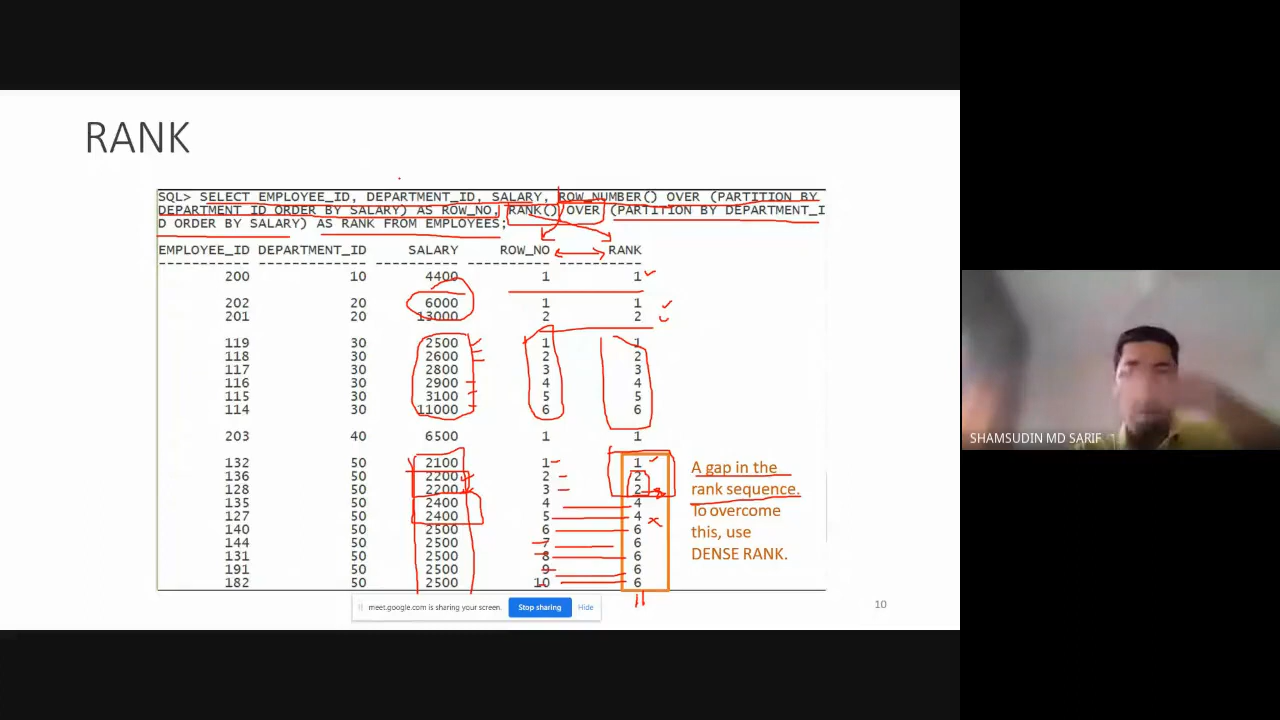 RANK
SQL> SELECT EMPLOYEE_ID, DEPARTMENT_ID, SALARY, ROW_NUMBER() OVER (PARTITION BY
DEPARTMENT_ID ORDER BY SALARY) AS ROW_NO, RANK() OVER (PARTITION BY DEPARTMENT_I
D ORDER BY SALARY) AS RANK FROM EMPLOYEES;
EMPLOYEE_ID DEPARTMENT_ID SALARY ROW_NO RANK
----------- ------------- ---------- ---------- ----------
200 10 4400 1 1
202 20 6000 1 1
201 20 13000 2 2
119 30 2500 1 1
118 30 2600 2 2
117 30 2800 3 3
116 30 2900 4 4
115 30 3100 5 5
114 30 11000 6 6
203 40 6500 1 1
132 50 2100 1 1
136 50 2200 2 2
128 50 2200 3 2
135 50 2400 4 4
127 50 2400 5 4
140 50 2500 6 6
144 50 2500 7 6
131 50 2500 8 6
191 50 2500 9 6
182 50 2500 10 6
11
A gap in the
rank sequence.
To overcome
this, use
DENSE RANK.
meet.google.com is sharing your screen. Stop sharing Hide
10
SHAMSUDIN MD SARIF